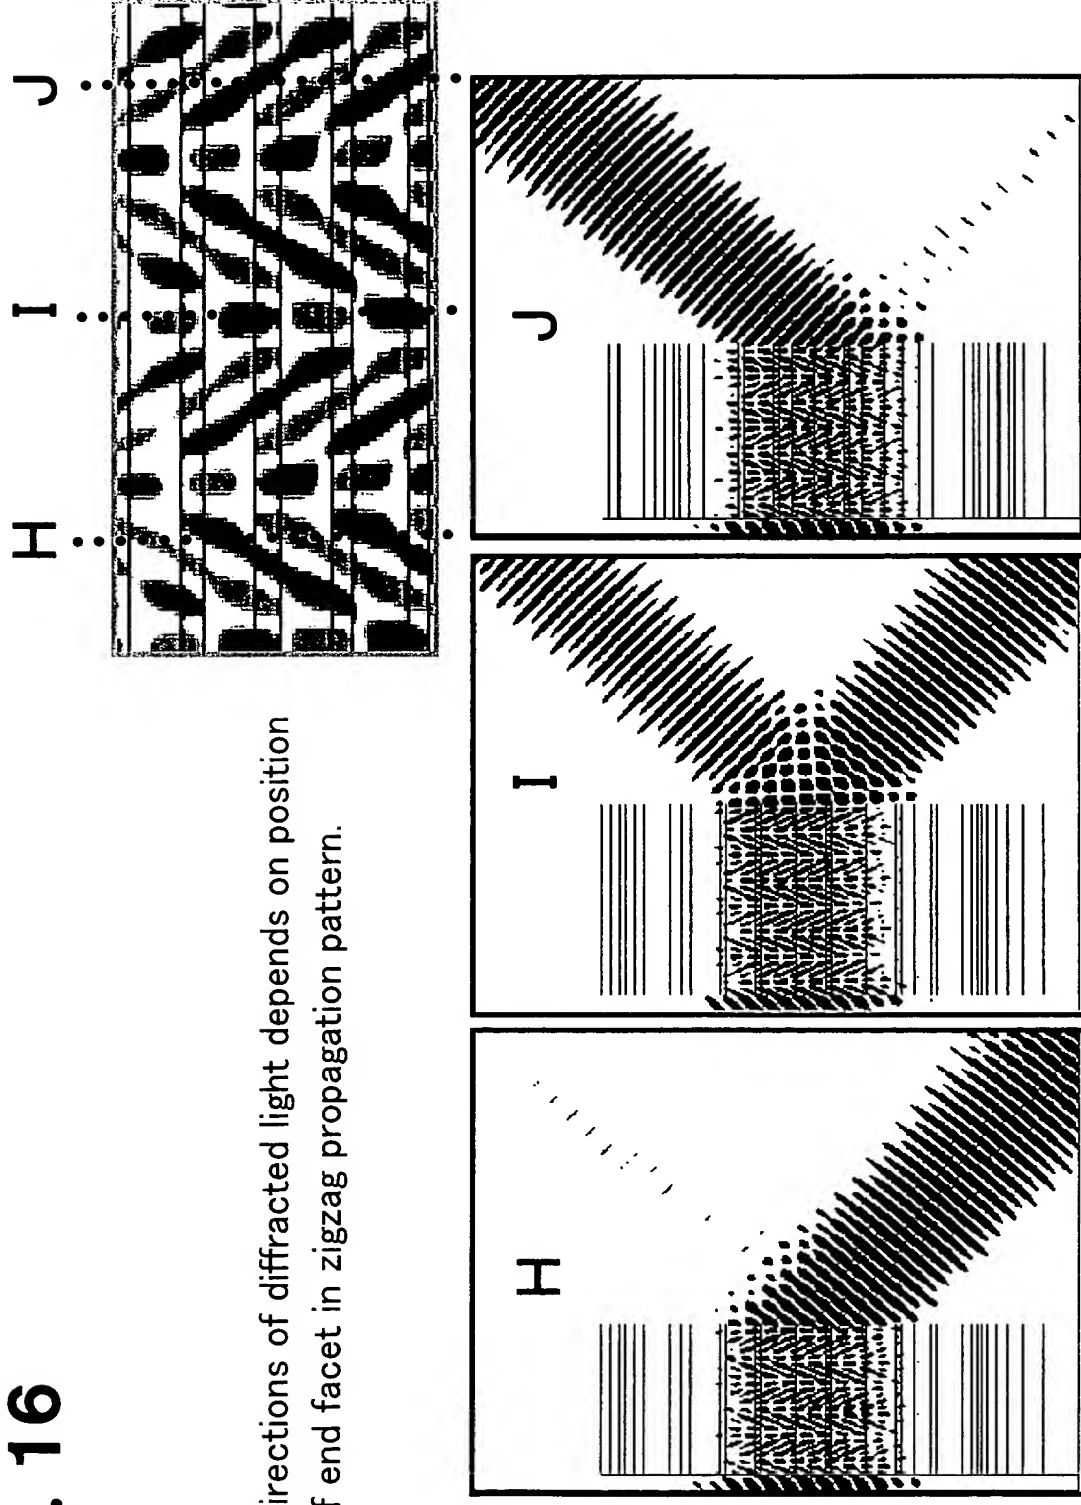 . 16
irections of diffracted light depends on position
f end facet in zigzag propagation pattern.
H I J
H
I
J